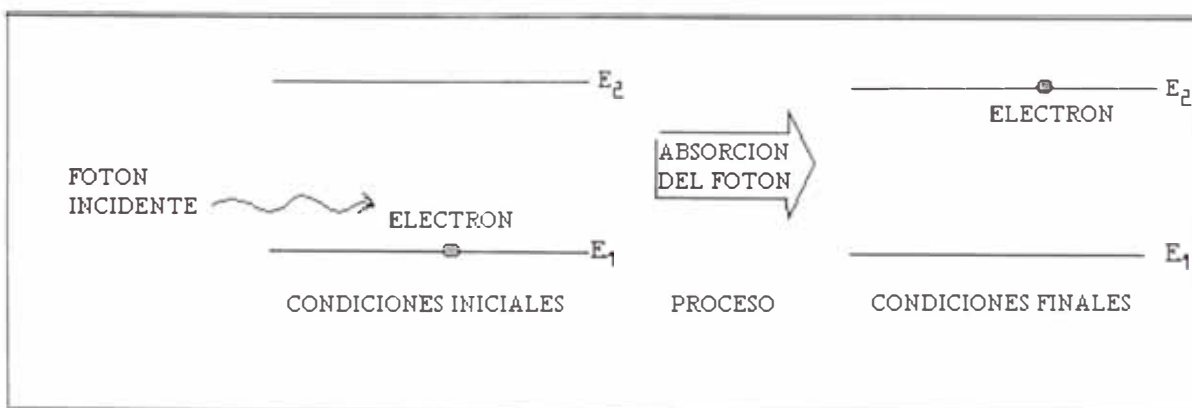 E2
FOTON
INCIDENTE
ELECTRON
E1
CONDICIONES INICIALES
ABSORCION
DEL FOTON
PROCESO
E2
ELECTRON
E1
CONDICIONES FINALES